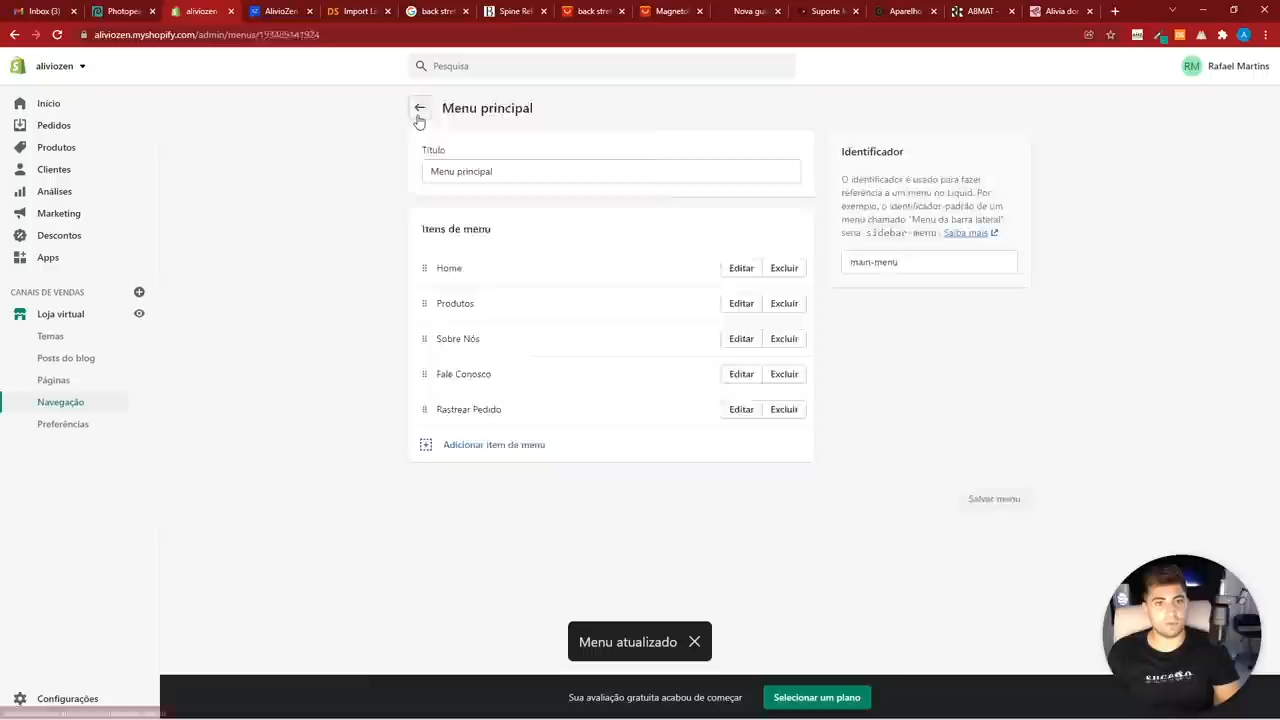 Inbox (3)
Photopea
aliviozen
AlivioZen
Import Li
back stret
Spine Rel
back stret
Magneto
Nova gu
Suporte M
Aparelho
ABMAT -
Alivia dor
aliviozen.myshopify.com/admin/menus/
aliviozen
Pesquisa
RM Rafael Martins
Início
Pedidos
Produtos
Clientes
Análises
Marketing
Descontos
Apps
CANAIS DE VENDAS
Loja virtual
Temas
Posts do blog
Páginas
Navegação
Preferências
Configurações
Menu principal
Título
Menu principal
Itens de menu
Home Editar Excluir
Produtos Editar Excluir
Sobre Nós Editar Excluir
Fale Conosco Editar Excluir
Rastrear Pedido Editar Excluir
Adicionar item de menu
Identificador
O identificador é usado para fazer
referência a um menu no Liquid. Por
exemplo, o identificador-padrão de um
menu chamado "Menu da barra lateral"
seria sidebar-menu. Saiba mais
main-menu
Salvar menu
Menu atualizado
Sua avaliação gratuita acabou de começar
Selecionar um plano